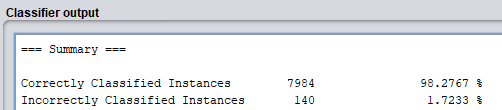 Classifier output
=== Summary ===
Correctly Classified Instances 7984 98.2767 %
Incorrectly Classified Instances 140 1.7233 %